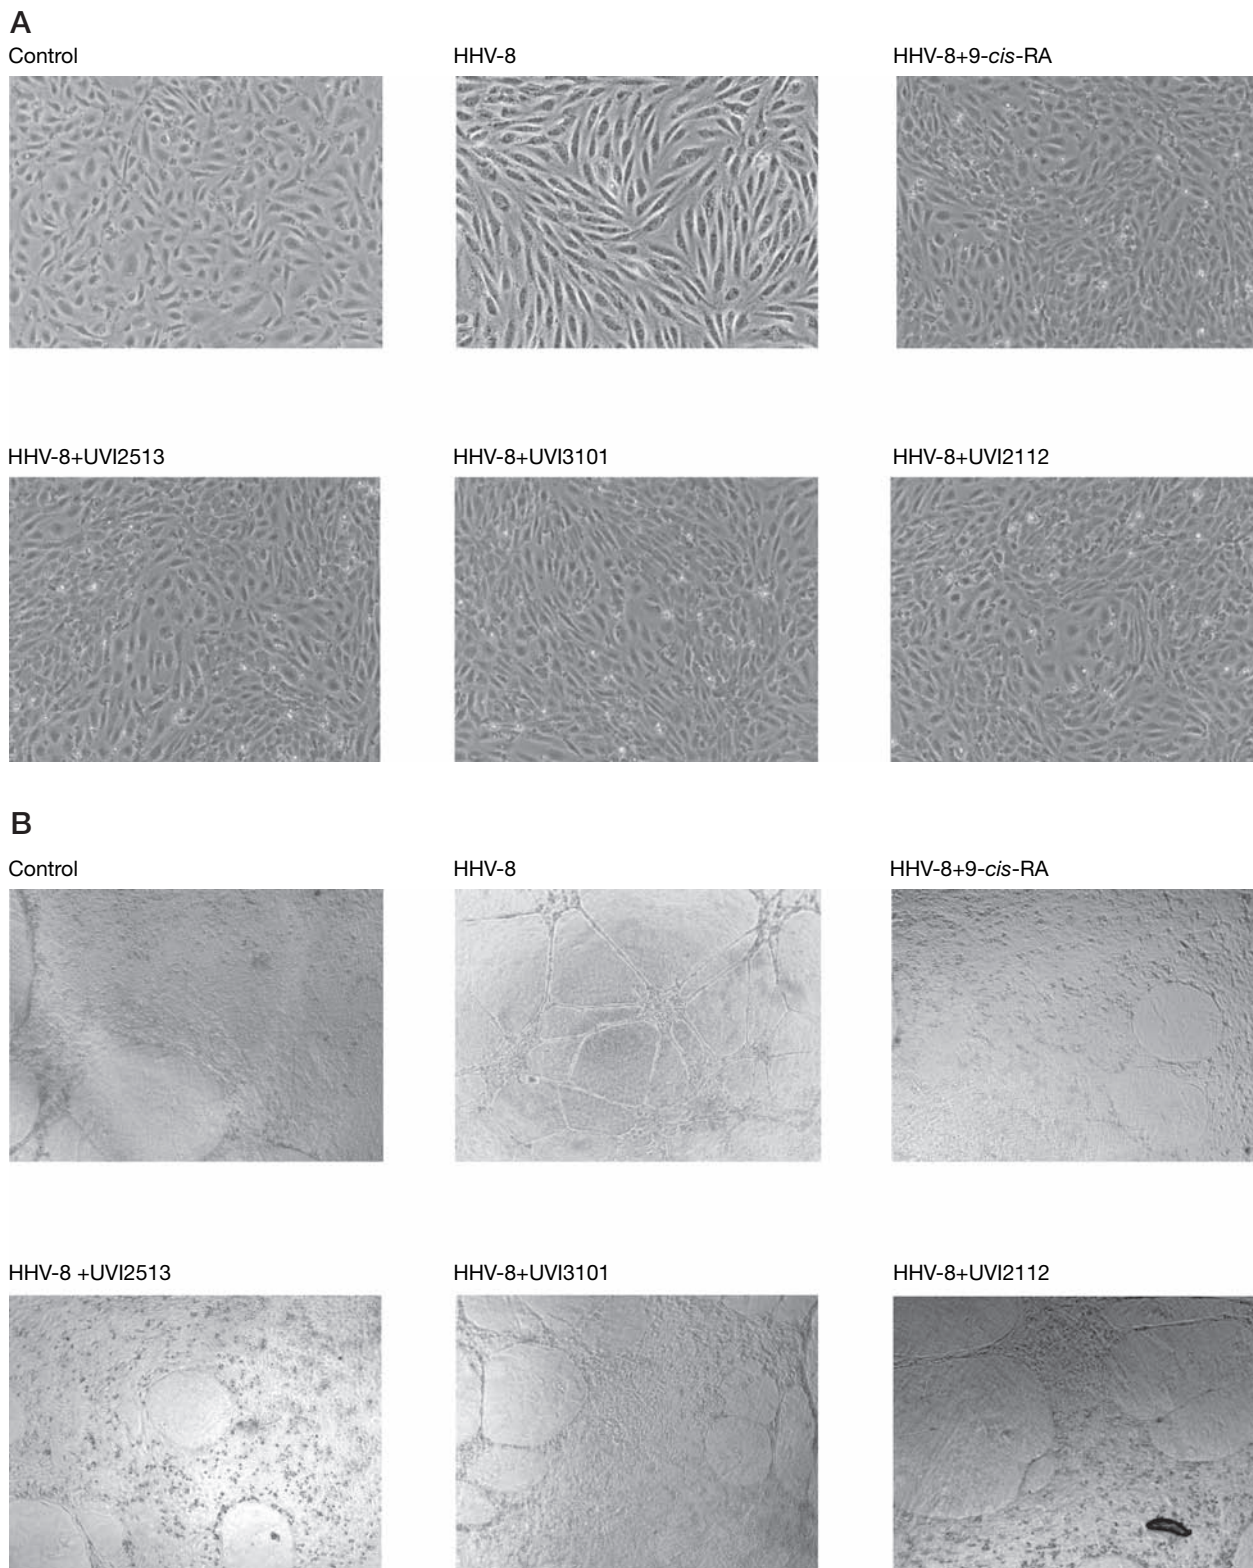 A
Control HHV-8 HHV-8+9-cis-RA
HHV-8+UVI2513 HHV-8+UVI3101 HHV-8+UVI2112
B
Control HHV-8 HHV-8+9-cis-RA
HHV-8 +UVI2513 HHV-8+UVI3101 HHV-8+UVI2112